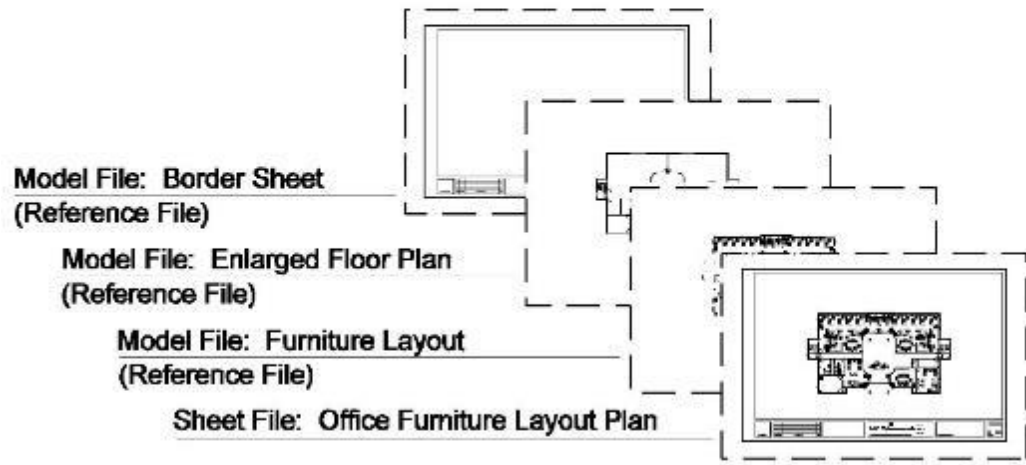 Model File: Border Sheet
(Reference File)
Model File: Enlarged Floor Plan
(Reference File)
Model File: Furniture Layout
(Reference File)
Sheet File: Office Furniture Layout Plan